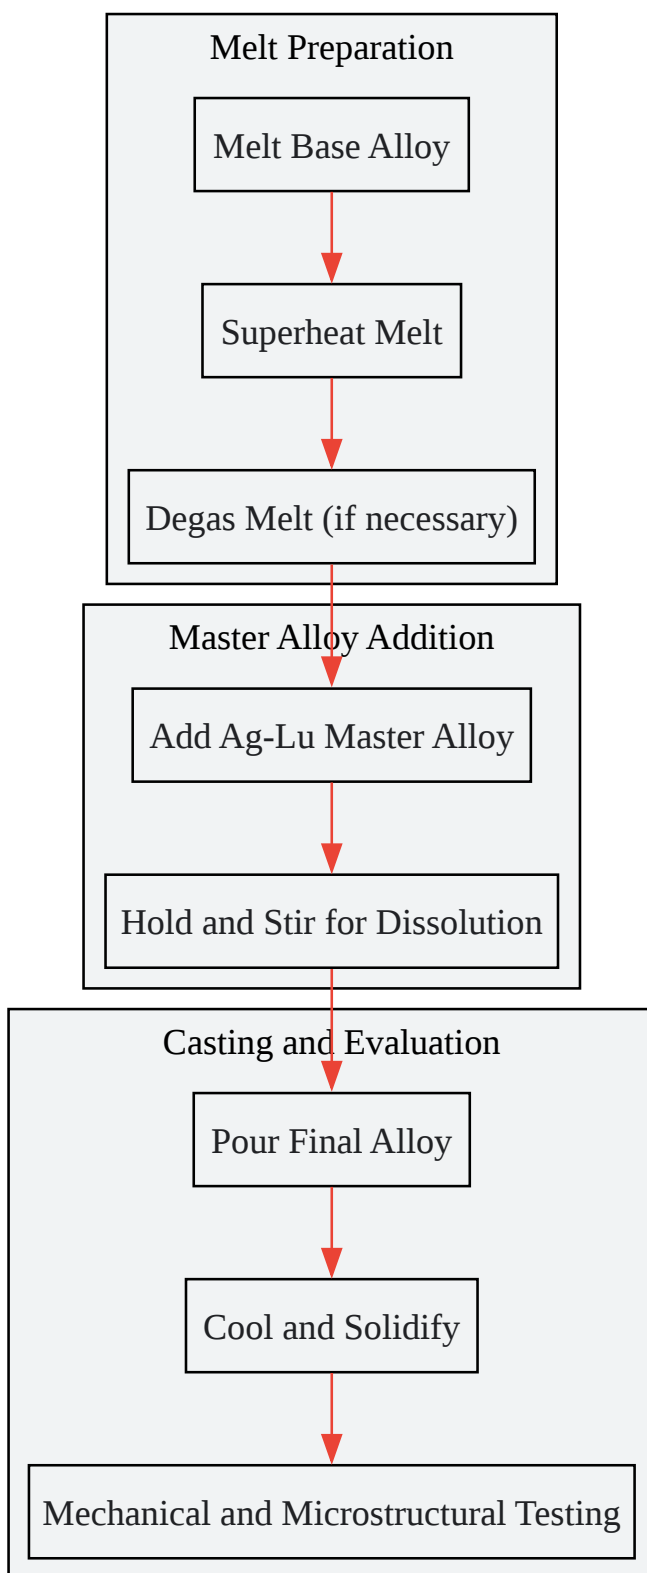 Melt Preparation
Melt Base Alloy
Superheat Melt
Degas Melt (if necessary)
Master Alloy Addition
Add Ag-Lu Master Alloy
Hold and Stir for Dissolution
Casting and Evaluation
Pour Final Alloy
Cool and Solidify
Mechanical and Microstructural Testing